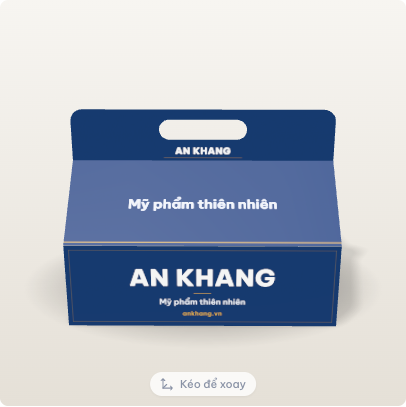 AN KHANG
Mỹ phẩm thiên nhiên
AN KHANG
Mỹ phẩm thiên nhiên
ankhang.vn
Kéo để xoay